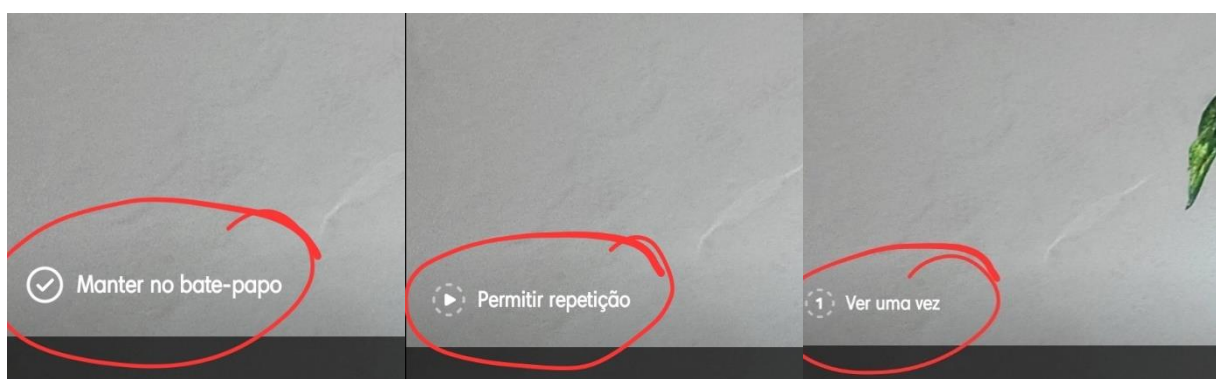 Manter no bate-papo
Permitir repetição
1 Ver uma vez